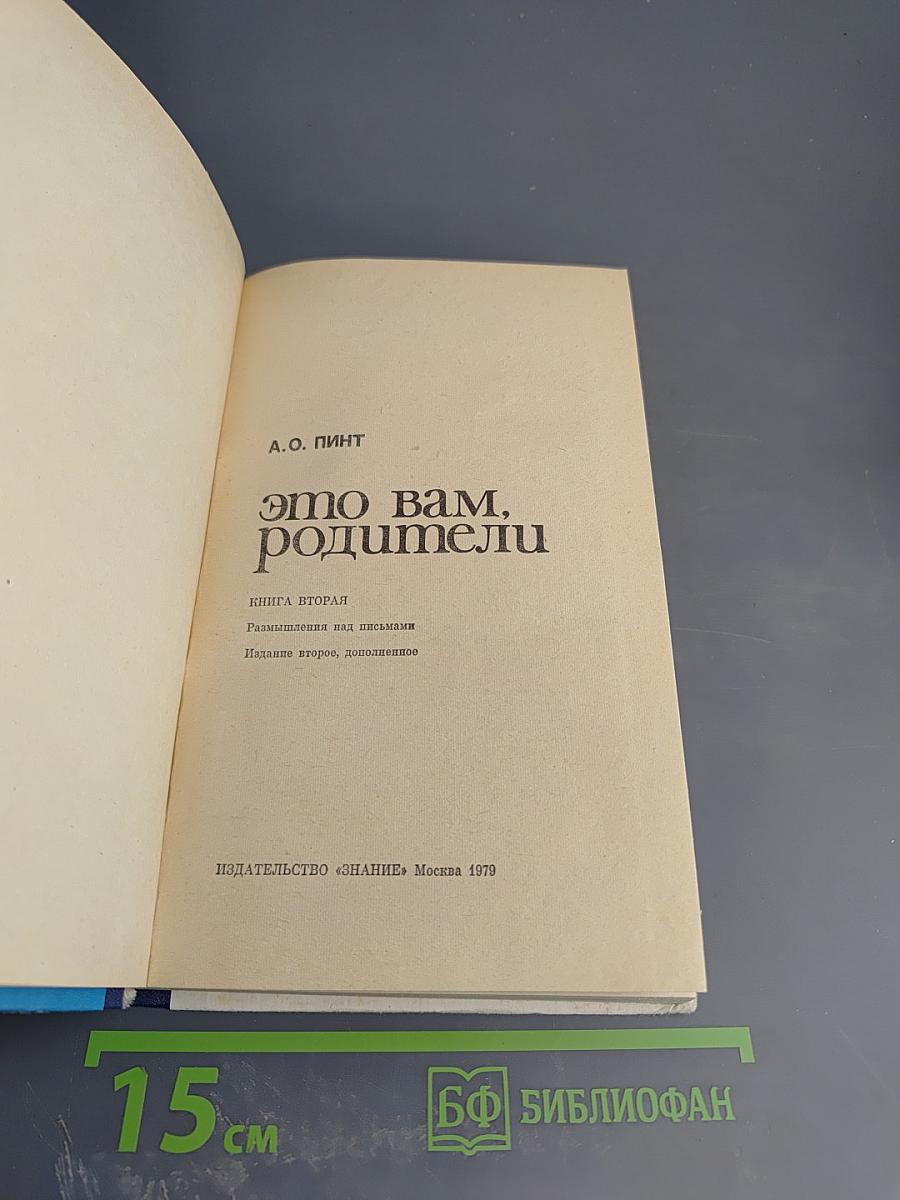 А.О. ПИНТ
это вам,
родители
КНИГА ВТОРАЯ
Размышления над письмами
Издание второе, дополненное
ИЗДАТЕЛЬСТВО «ЗНАНИЕ» Москва 1979
15 см
БФ БИБЛИОФАН